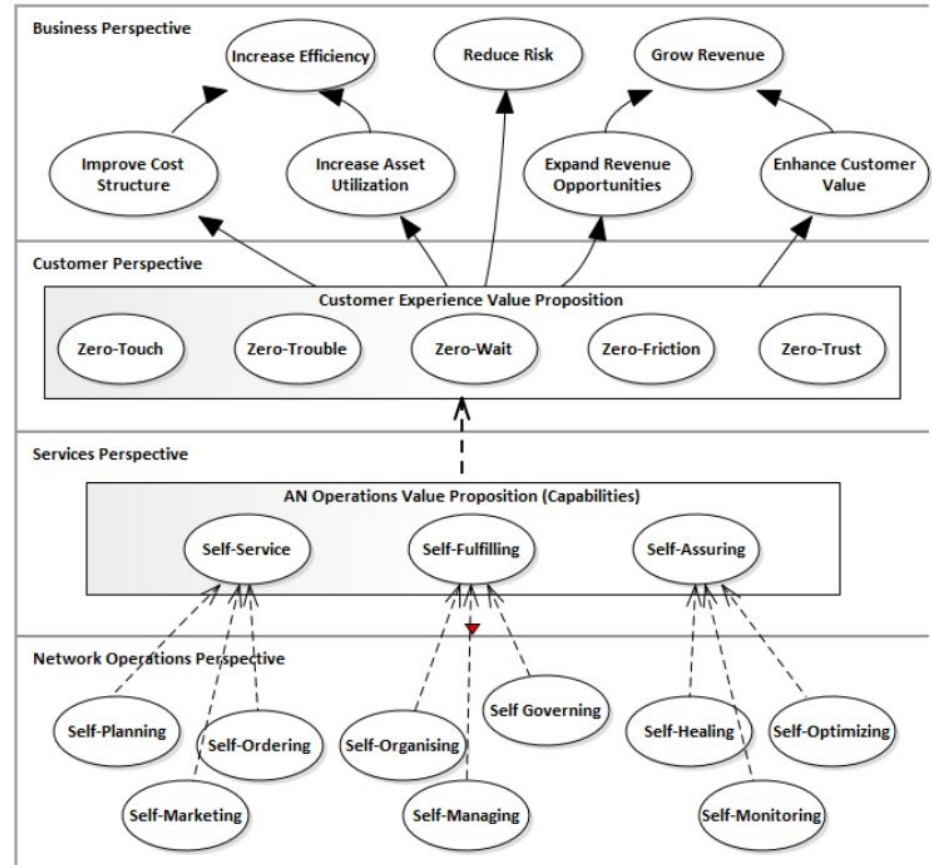 Business Perspective
Increase Efficiency
Reduce Risk
Grow Revenue
Improve Cost
Structure
Increase Asset
Utilization
Expand Revenue
Opportunities
Enhance Customer
Value
Customer Perspective
Customer Experience Value Proposition
Zero-Touch
Zero-Trouble
Zero-Wait
Zero-Friction
Zero-Trust
Services Perspective
AN Operations Value Proposition (Capabilities)
Self-Service
Self-Fulfilling
Self-Assuring
Network Operations Perspective
Self-Planning
Self-Ordering
Self-Organising
Self Governing
Self-Healing
Self-Optimizing
Self-Marketing
Self-Managing
Self-Monitoring